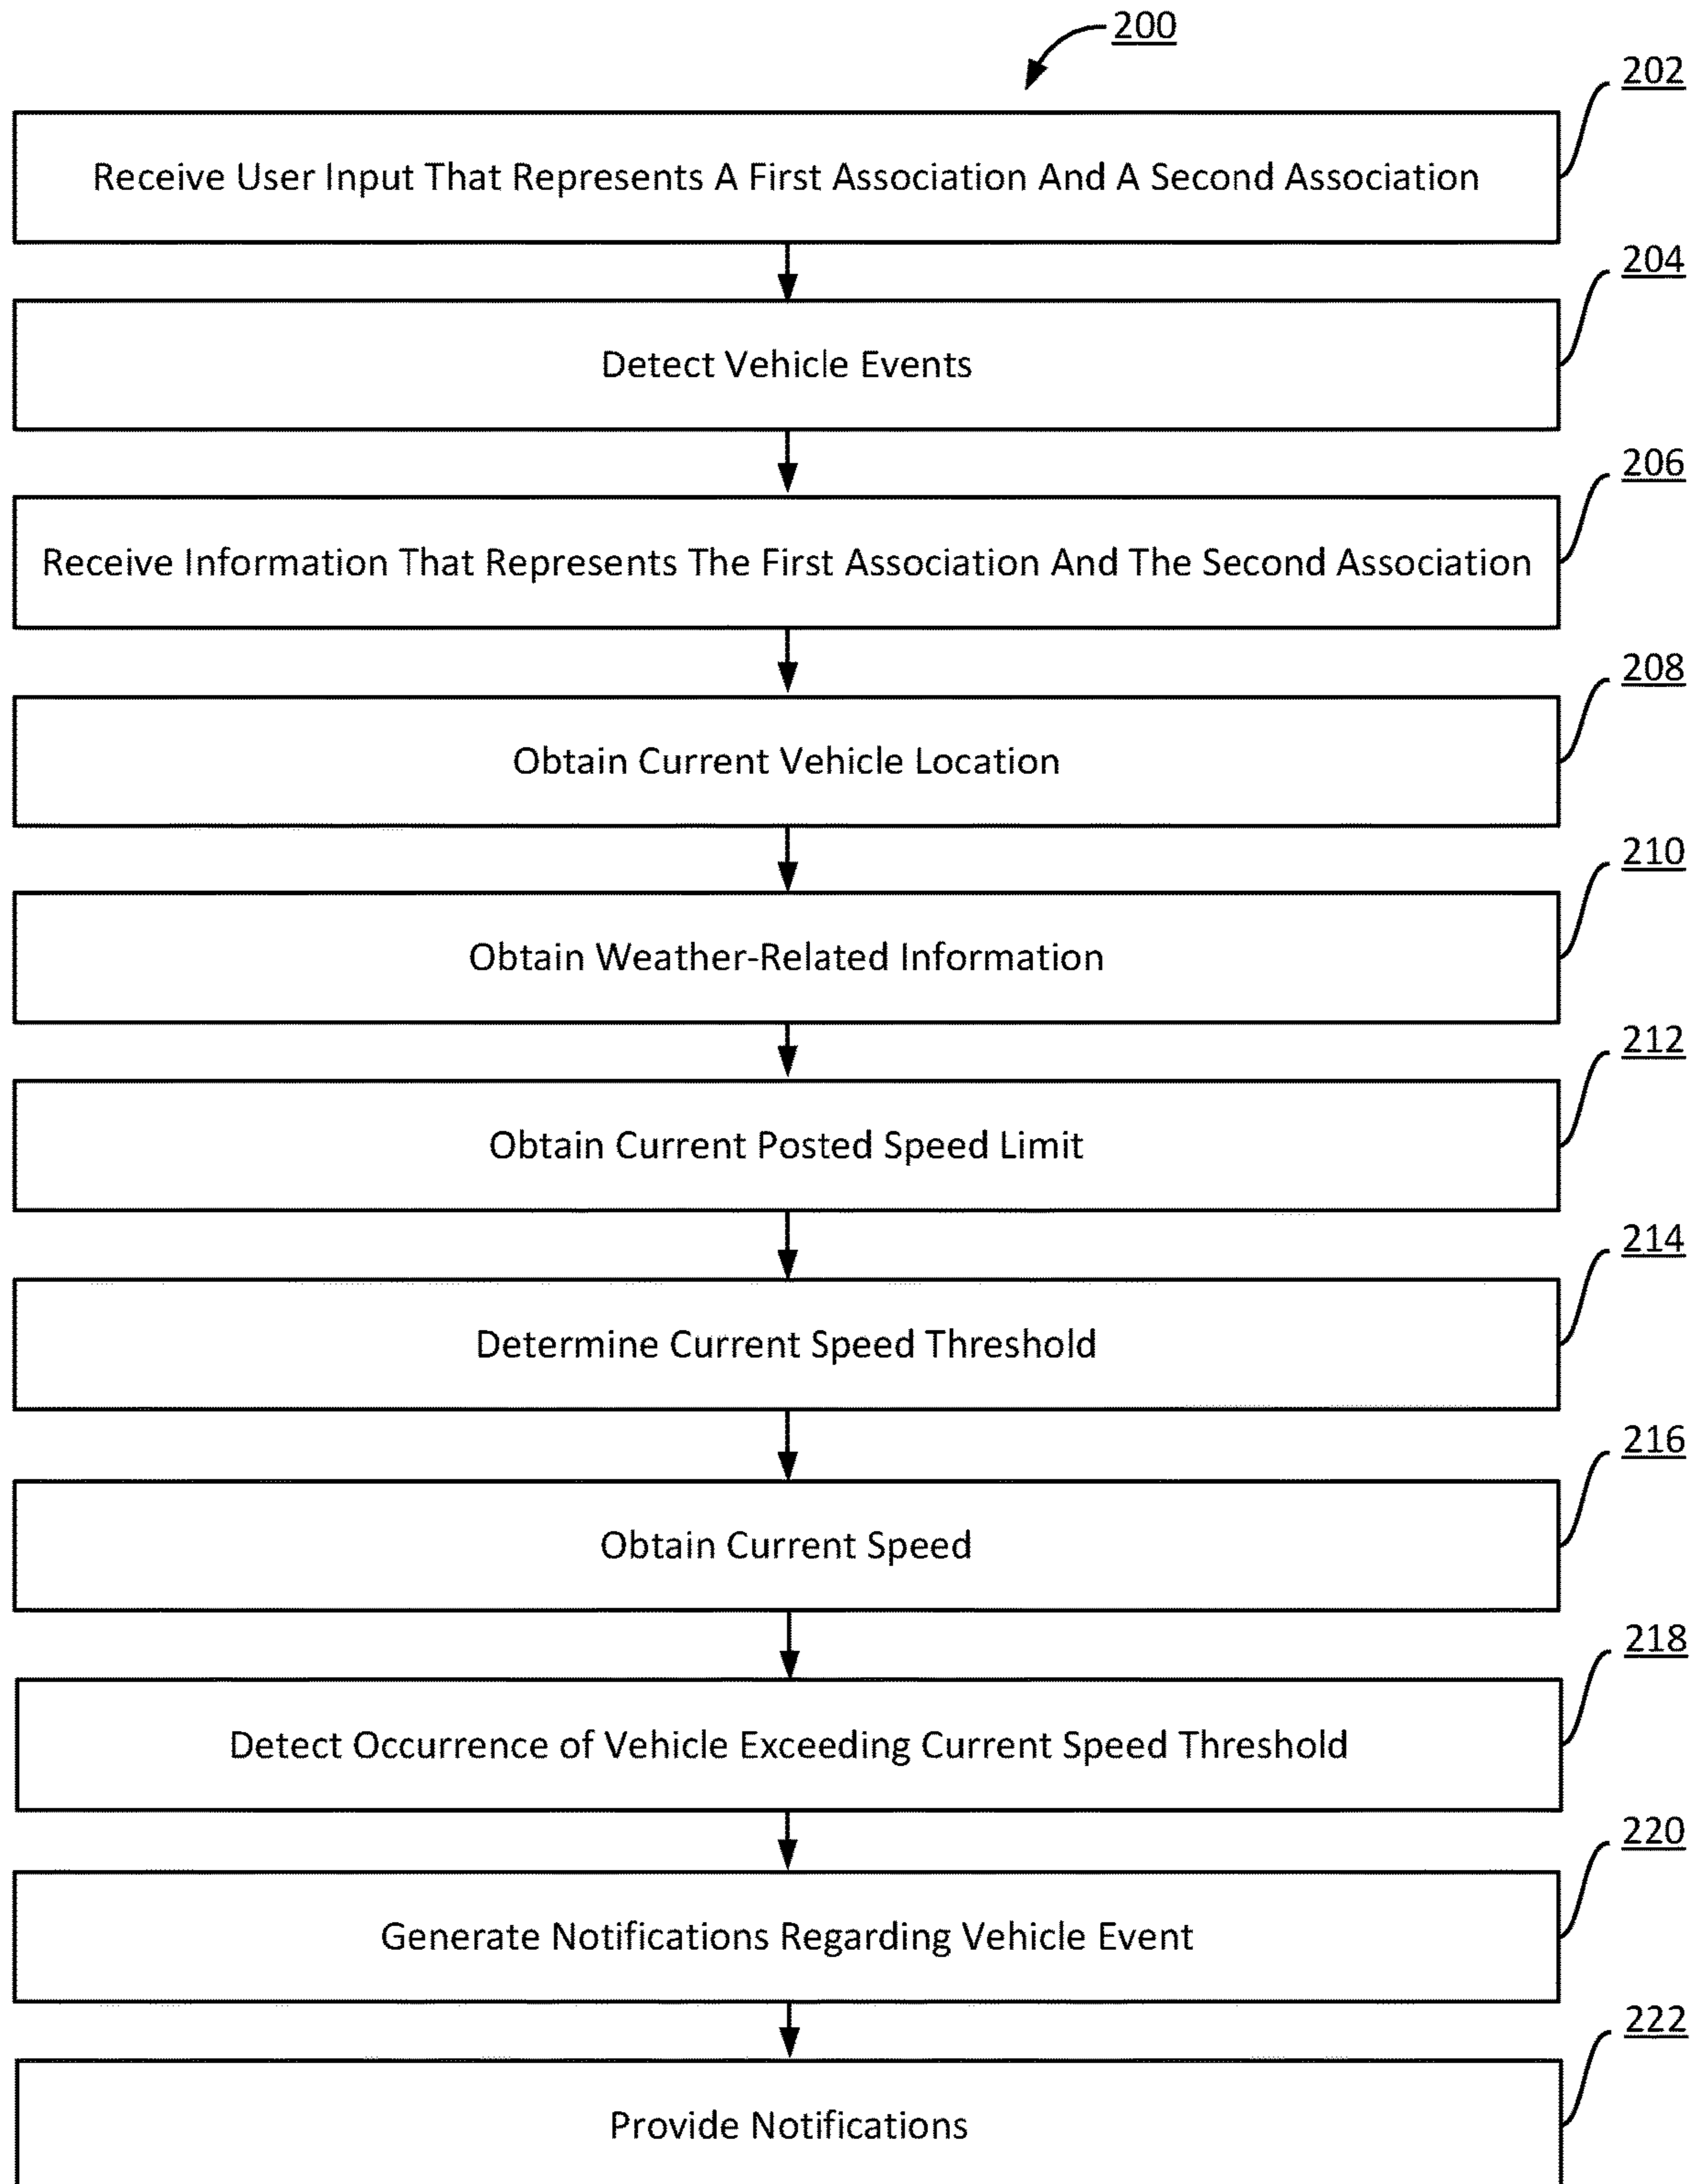 200
202
Receive User Input That Represents A First Association And A Second Association
204
Detect Vehicle Events
206
Receive Information That Represents The First Association And The Second Association
208
Obtain Current Vehicle Location
210
Obtain Weather-Related Information
212
Obtain Current Posted Speed Limit
214
Determine Current Speed Threshold
216
Obtain Current Speed
218
Detect Occurrence of Vehicle Exceeding Current Speed Threshold
220
Generate Notifications Regarding Vehicle Event
222
Provide Notifications